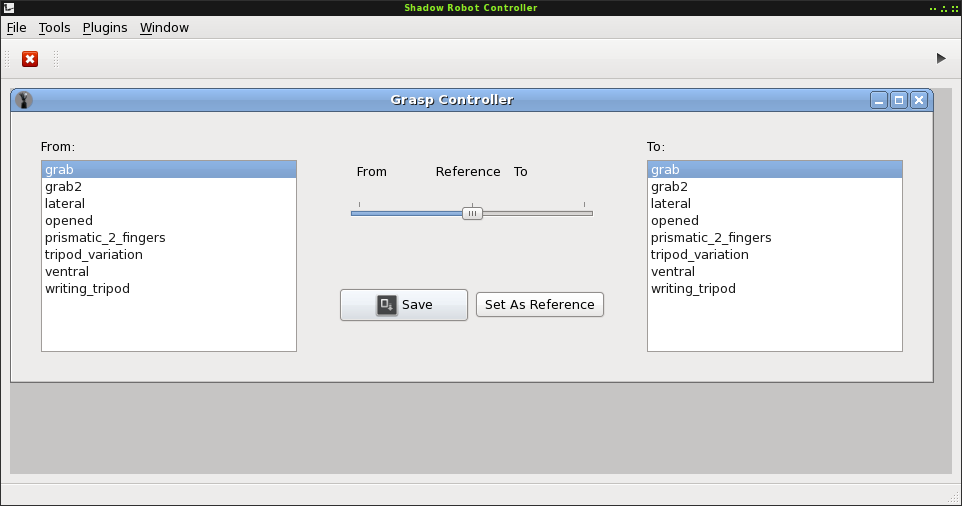 Shadow Robot Controller
File Tools Plugins Window
Grasp Controller
From:
grab
grab2
lateral
opened
prismatic_2_fingers
tripod_variation
ventral
writing_tripod
From Reference To
Save Set As Reference
To:
grab
grab2
lateral
opened
prismatic_2_fingers
tripod_variation
ventral
writing_tripod